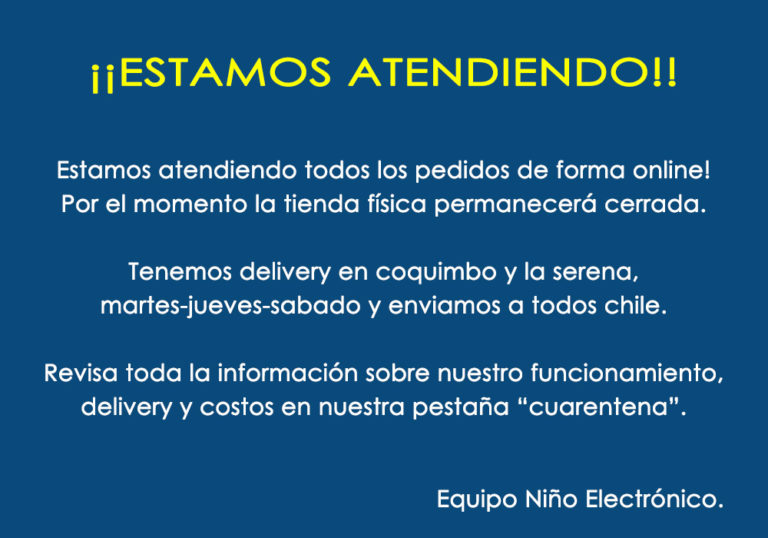 ¡¡ESTAMOS ATENDIENDO!!
Estamos atendiendo todos los pedidos de forma online!
Por el momento la tienda física permanecerá cerrada.
Tenemos delivery en coquimbo y la serena,
martes-jueves-sabado y enviamos a todos chile.
Revisa toda la información sobre nuestro funcionamiento,
delivery y costos en nuestra pestaña “cuarentena”.
Equipo Niño Electrónico.